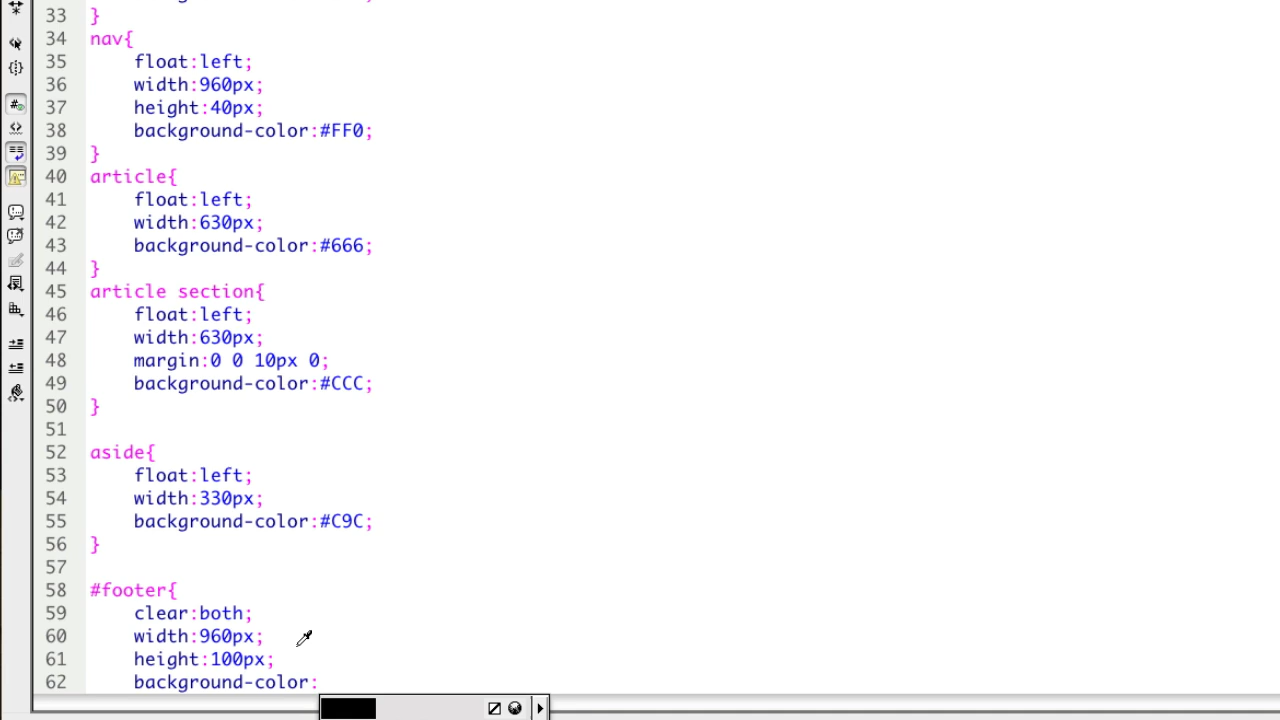 33 }
34 nav{
35 float:left;
36 width:960px;
37 height:40px;
38 background-color:#FF0;
39 }
40 article{
41 float:left;
42 width:630px;
43 background-color:#666;
44 }
45 article section{
46 float:left;
47 width:630px;
48 margin:0 0 10px 0;
49 background-color:#CCC;
50 }
51
52 aside{
53 float:left;
54 width:330px;
55 background-color:#C9C;
56 }
57
58 #footer{
59 clear:both;
60 width:960px;
61 height:100px;
62 background-color: